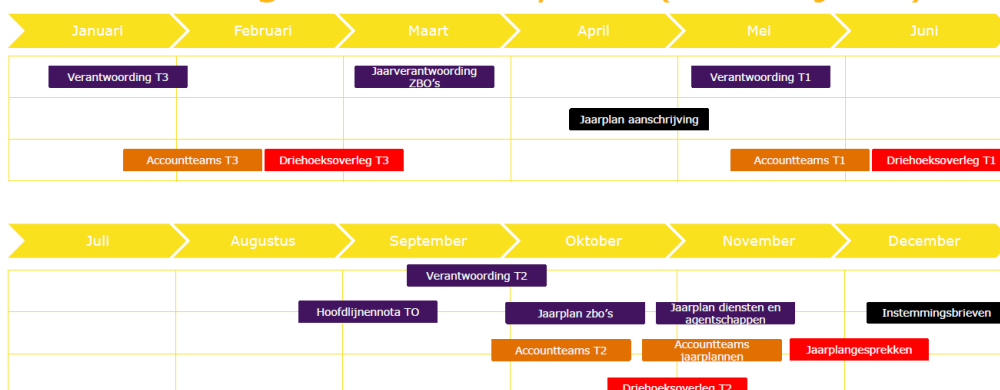 Januari
Februari
Maart
April
Mei
Juni
Verantwoording T3
Jaarverantwoording
ZBO's
Verantwoording T1
Jaarplan aanschrijving
Accountteams T3
Driehoeksoverleg T3
Accountteams T1
Driehoeksoverleg T1
Juli
Augustus
September
Oktober
November
December
Verantwoording T2
Hoofdlijnennota TO
Jaarplan zbo's
Jaarplan diensten en
agentschappen
Instemmingsbrieven
Accountteams T2
Accountteams
jaarplannen
Jaarplangesprekken
Driehoeksoverleg T2